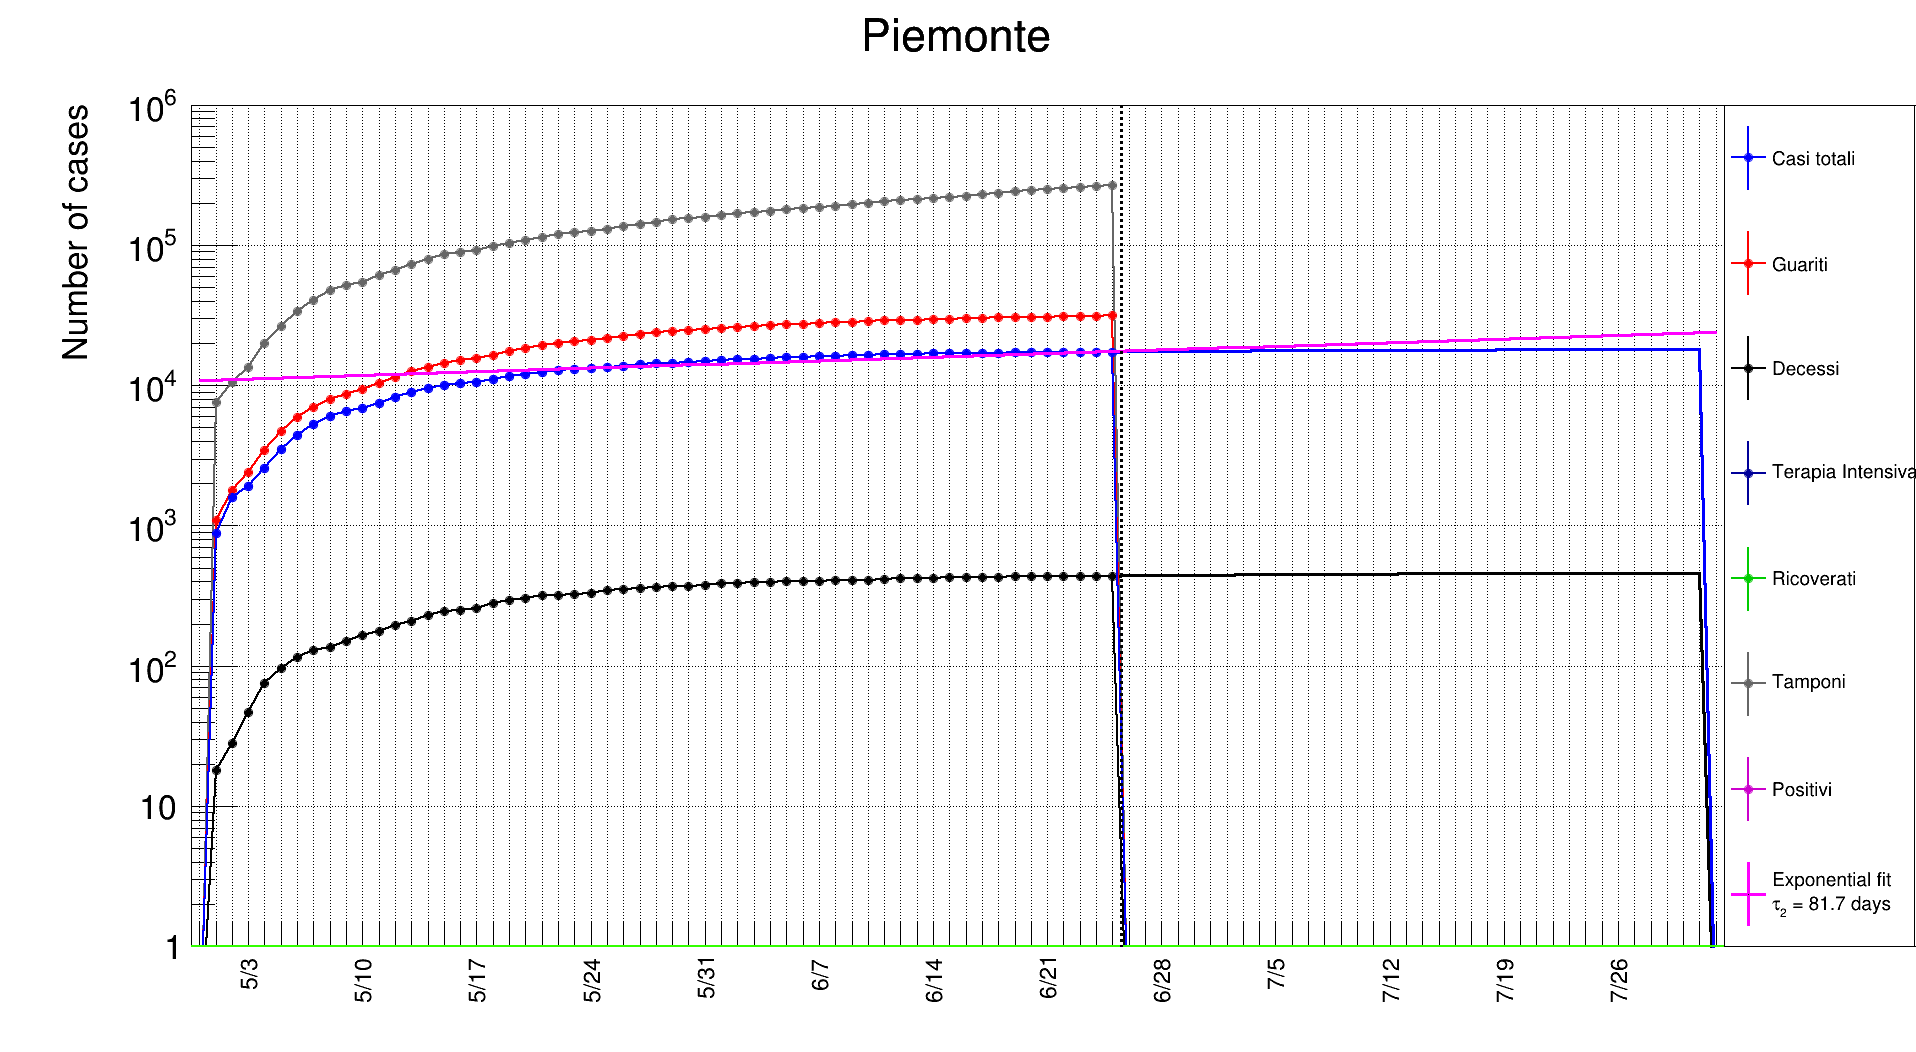 Piemonte
Number of cases
10^6
10^5
10^4
10^3
10^2
10
1
5/3
5/10
5/17
5/24
5/31
6/7
6/14
6/21
6/28
7/5
7/12
7/19
7/26
Casi totali
Guariti
Decessi
Terapia Intensiva
Ricoverati
Tamponi
Positivi
Exponential fit
τ₂ = 81.7 days